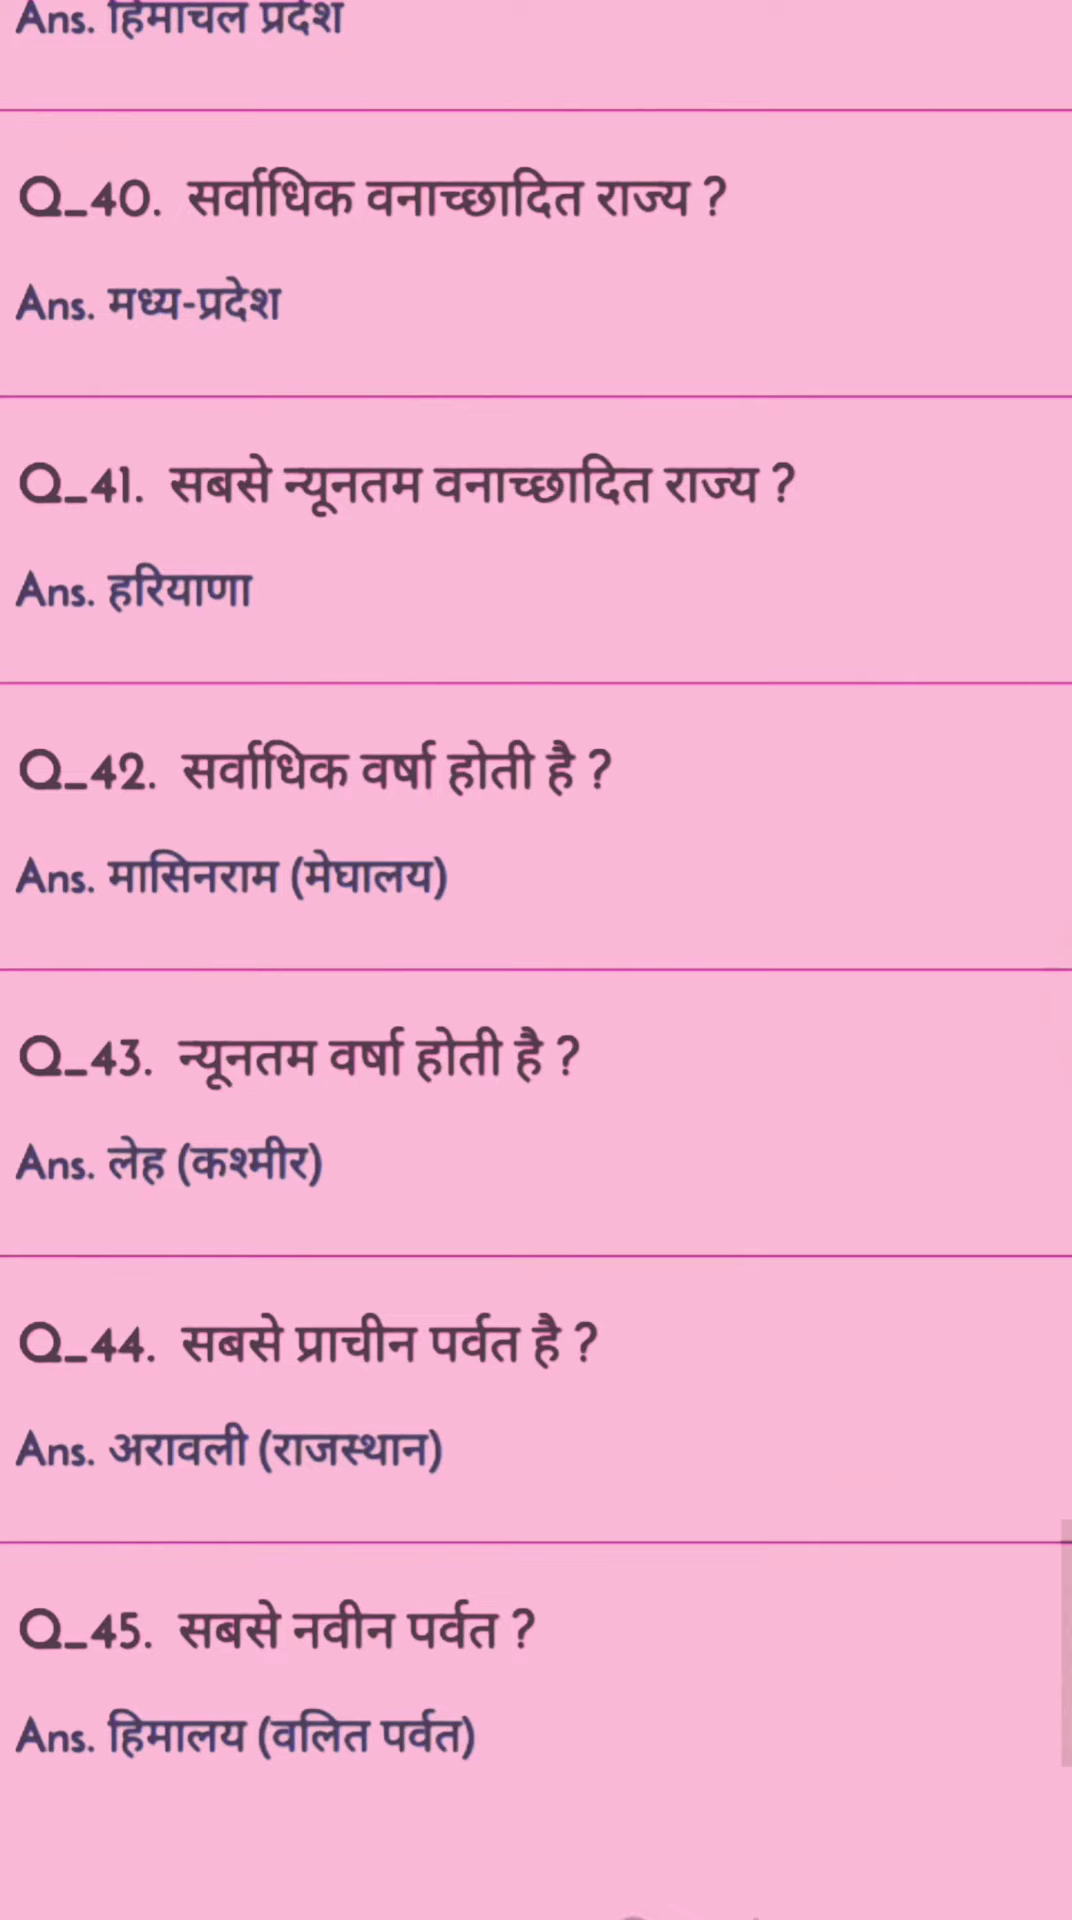 Ans. हिमाचल प्रदेश
Q_40. सर्वाधिक वनाच्छादित राज्य ?
Ans. मध्य-प्रदेश
Q_41. सबसे न्यूनतम वनाच्छादित राज्य ?
Ans. हरियाणा
Q_42. सर्वाधिक वर्षा होती है ?
Ans. मासिनराम (मेघालय)
Q_43. न्यूनतम वर्षा होती है ?
Ans. लेह (कश्मीर)
Q_44. सबसे प्राचीन पर्वत है ?
Ans. अरावली (राजस्थान)
Q_45. सबसे नवीन पर्वत ?
Ans. हिमालय (वलित पर्वत)